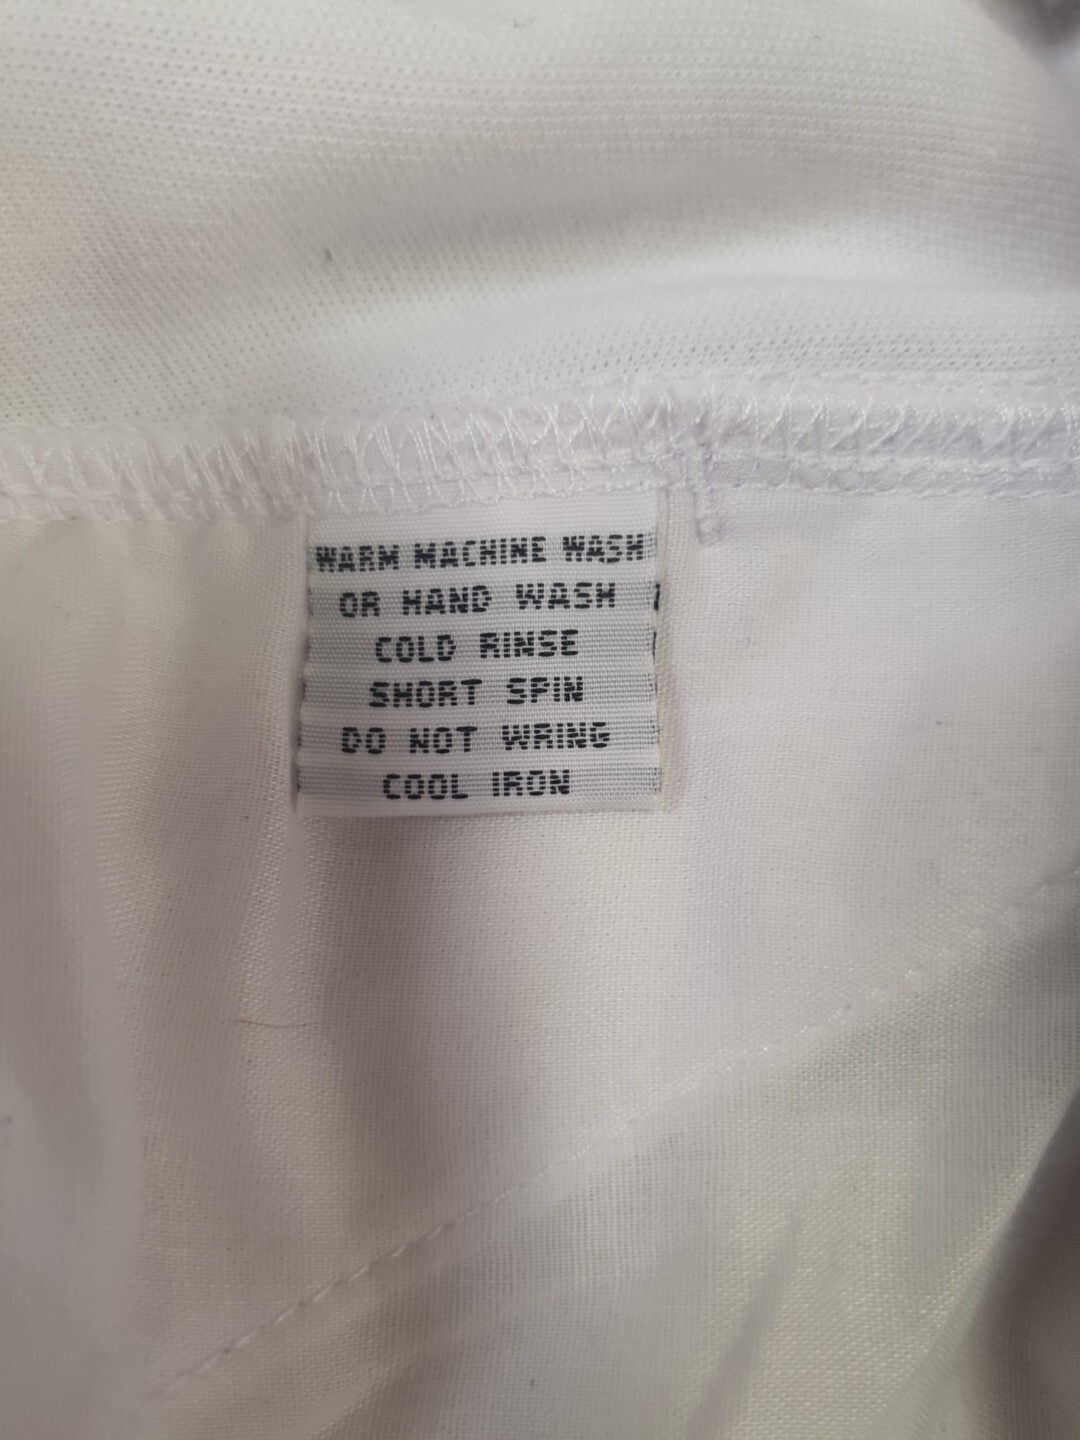 WARM MACHINE WASH
OR HAND WASH
COLD RINSE
SHORT SPIN
DO NOT WRING
COOL IRON